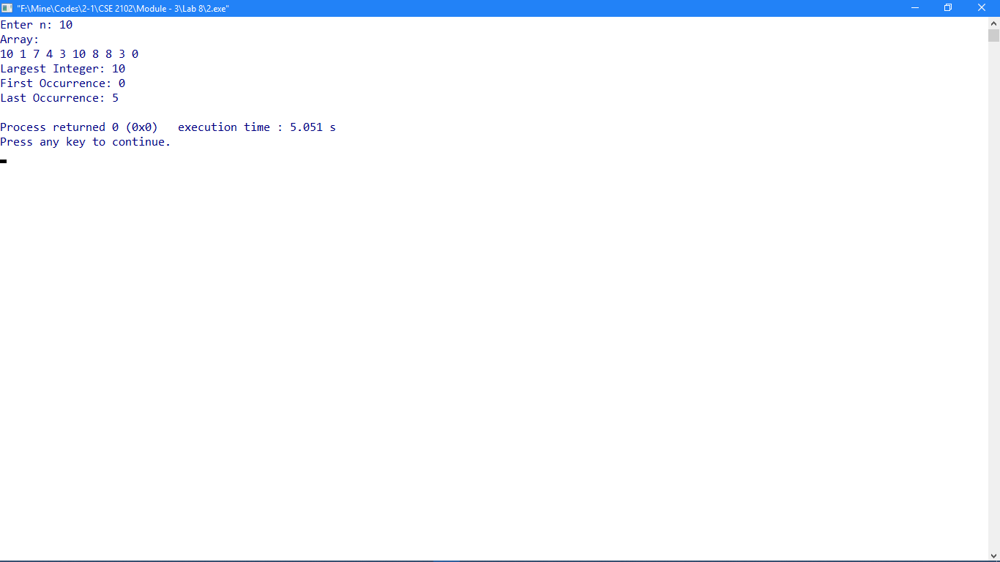 "F:\Mine\Codes\2-1\CSE 2102\Module - 3\Lab 8\2.exe"
Enter n: 10
Array:
10 1 7 4 3 10 8 8 3 0
Largest Integer: 10
First Occurrence: 0
Last Occurrence: 5
Process returned 0 (0x0)   execution time : 5.051 s
Press any key to continue.